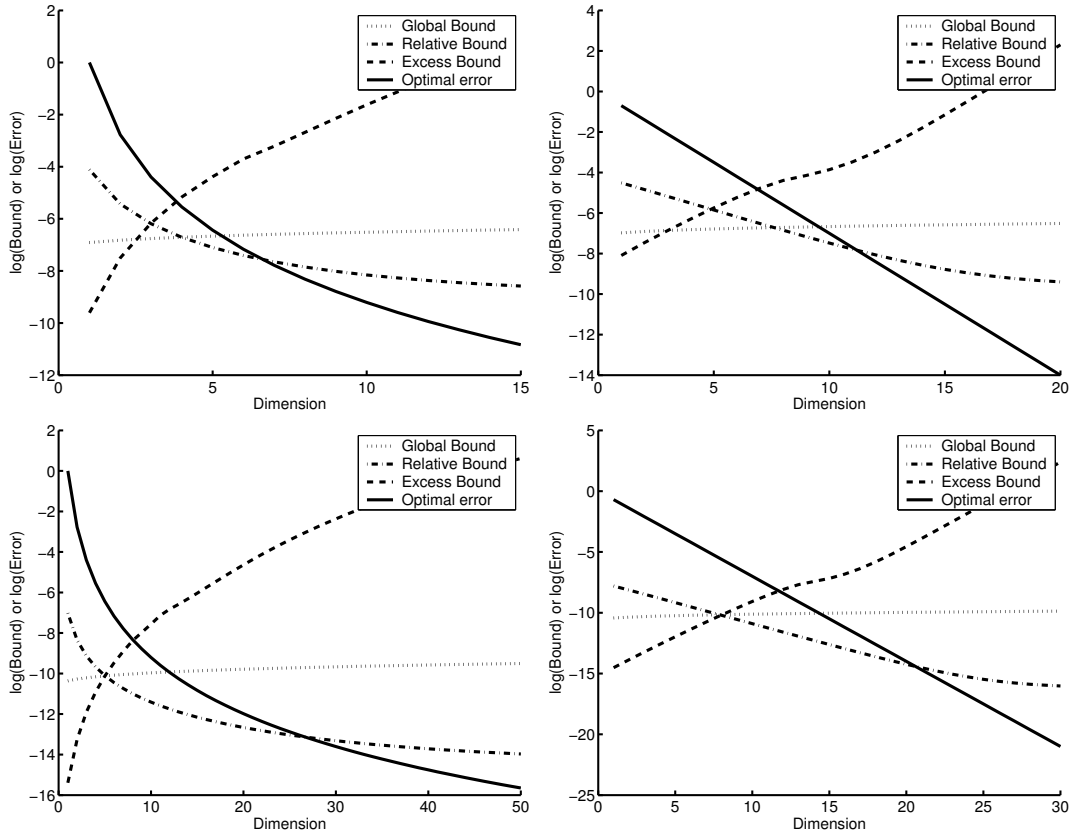 2
0
−2
−4
−6
−8
−10
−12
0
5
10
15
Dimension
log(Bound) or log(Error)
Global Bound
Relative Bound
Excess Bound
Optimal error
4
2
0
−2
−4
−6
−8
−10
−12
−14
0
5
10
15
20
Dimension
log(Bound) or log(Error)
Global Bound
Relative Bound
Excess Bound
Optimal error
2
0
−2
−4
−6
−8
−10
−12
−14
−16
0
10
20
30
40
50
Dimension
log(Bound) or log(Error)
Global Bound
Relative Bound
Excess Bound
Optimal error
5
0
−5
−10
−15
−20
−25
0
5
10
15
20
25
30
Dimension
log(Bound) or log(Error)
Global Bound
Relative Bound
Excess Bound
Optimal error